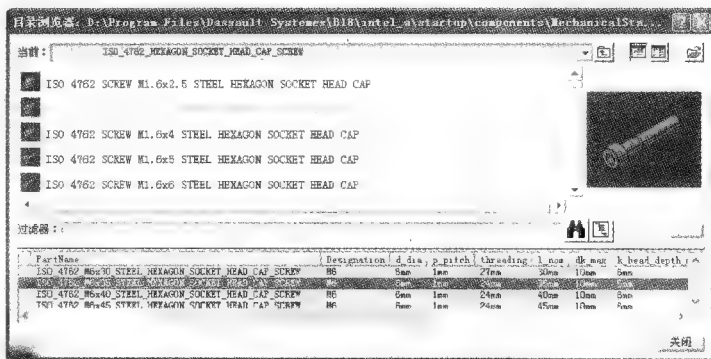 目录浏览器: D:\Program Files\Dassault Systemes\B18\intel_a\startup\components\MechanicalSta...
当前: ISO_4762_HEXAGON_SOCKET_HEAD_CAP_SCREW
ISO 4762 SCREW M1.6x2.5 STEEL HEXAGON SOCKET HEAD CAP
ISO 4762 SCREW M1.6x4 STEEL HEXAGON SOCKET HEAD CAP
ISO 4762 SCREW M1.6x5 STEEL HEXAGON SOCKET HEAD CAP
ISO 4762 SCREW M1.6x6 STEEL HEXAGON SOCKET HEAD CAP
过滤器:
PartName Designation d_dia p_pitch threading l_nom dk_max k_head_depth
ISO_4762_M6x30_STEEL_HEXAGON_SOCKET_HEAD_CAP_SCREW M6 1mm 27mm 30mm 10mm 6mm
ISO_4762_M6x40_STEEL_HEXAGON_SOCKET_HEAD_CAP_SCREW M6 6mm 1mm 24mm 40mm 10mm 6mm
ISO_4762_M6x45_STEEL_HEXAGON_SOCKET_HEAD_CAP_SCREW M6 6mm 1mm 24mm 45mm 10mm 6mm
关闭